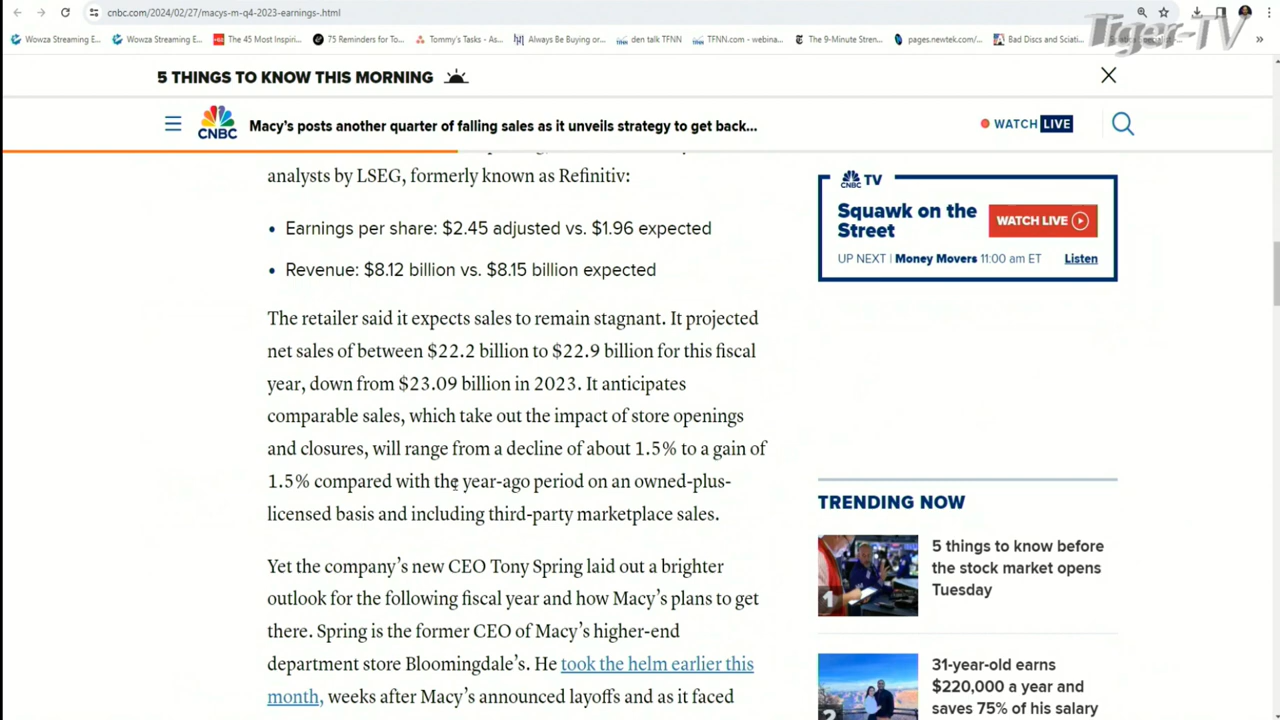 cnbc.com/2024/02/27/macys-m-q4-2023-earnings-.html
Wowza Streaming E...
Wowza Streaming E...
The 45 Most Inspiri...
75 Reminders for To...
Tommy's Tasks - As...
Always Be Buying or...
den talk TFNN
TFNN.com - webina...
The 9-Minute Stren...
pages.newtek.com/...
Bad Discs and Sciati...
Tiger-TV
5 THINGS TO KNOW THIS MORNING
CNBC
Macy's posts another quarter of falling sales as it unveils strategy to get back...
WATCH LIVE
analysts by LSEG, formerly known as Refinitiv:
• Earnings per share: $2.45 adjusted vs. $1.96 expected
• Revenue: $8.12 billion vs. $8.15 billion expected
The retailer said it expects sales to remain stagnant. It projected
net sales of between $22.2 billion to $22.9 billion for this fiscal
year, down from $23.09 billion in 2023. It anticipates
comparable sales, which take out the impact of store openings
and closures, will range from a decline of about 1.5% to a gain of
1.5% compared with the year-ago period on an owned-plus-
licensed basis and including third-party marketplace sales.
Yet the company's new CEO Tony Spring laid out a brighter
outlook for the following fiscal year and how Macy's plans to get
there. Spring is the former CEO of Macy's higher-end
department store Bloomingdale's. He took the helm earlier this
month, weeks after Macy's announced layoffs and as it faced
CNBC TV
Squawk on the
Street
WATCH LIVE
UP NEXT | Money Movers 11:00 am ET
Listen
TRENDING NOW
1
5 things to know before
the stock market opens
Tuesday
2
31-year-old earns
$220,000 a year and
saves 75% of his salary